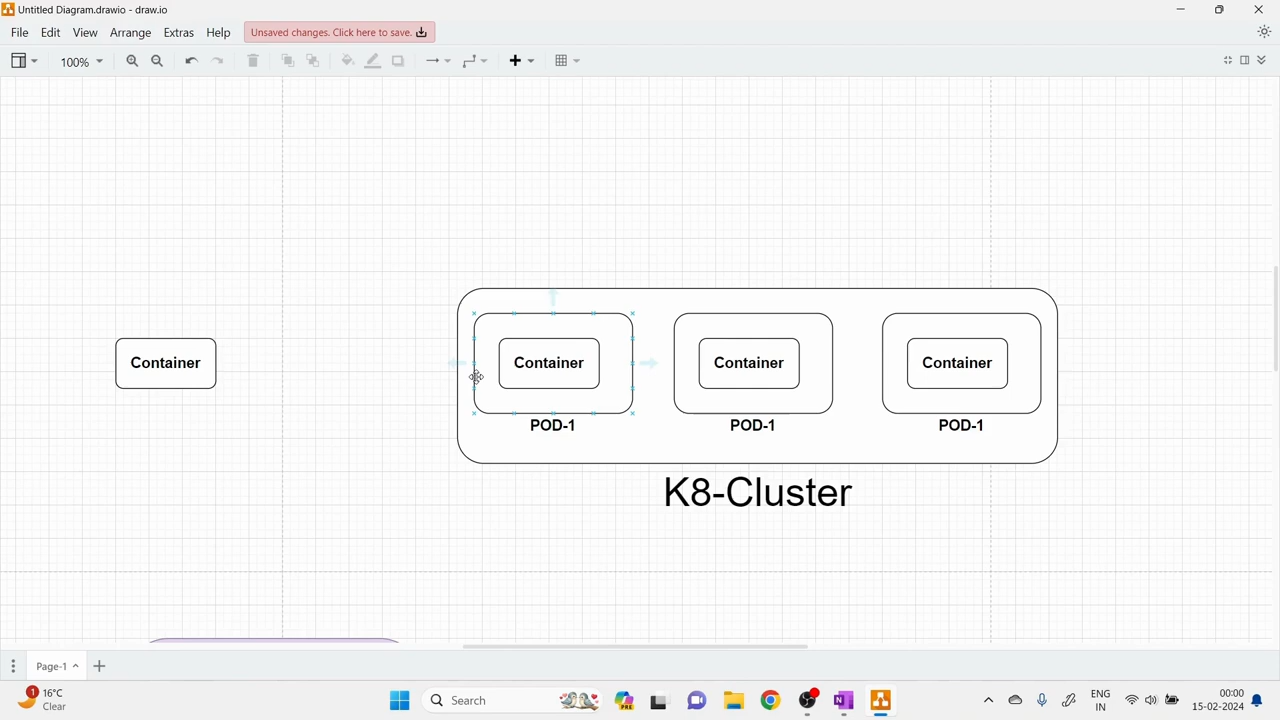 Untitled Diagram.drawio - draw.io
File Edit View Arrange Extras Help Unsaved changes. Click here to save.
100%
Container Container Container Container
POD-1 POD-1 POD-1
K8-Cluster
Page-1
1 16°C
Clear
Search
PRE
ENG
IN
00:00
15-02-2024